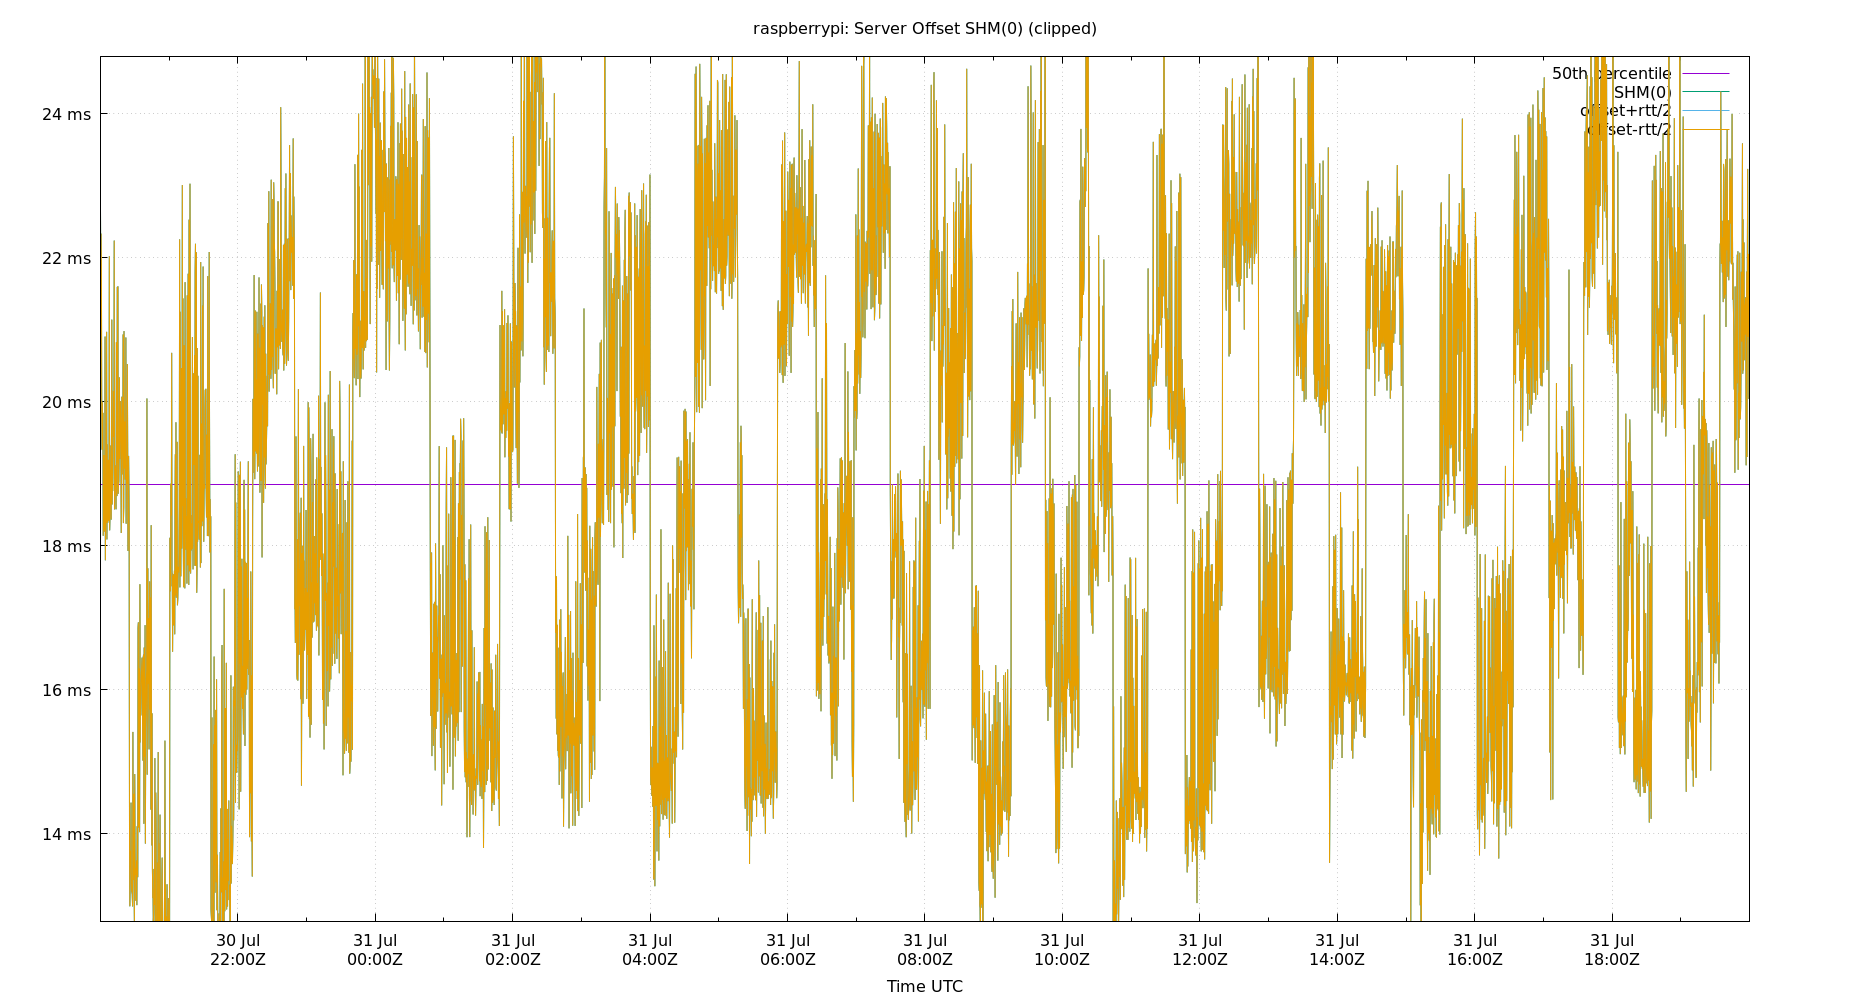 raspberrypi: Server Offset SHM(0) (clipped)
50th percentile
SHM(0)
offset+rtt/2
offset-rtt/2
24 ms
22 ms
20 ms
18 ms
16 ms
14 ms
30 Jul 31 Jul 31 Jul 31 Jul 31 Jul 31 Jul 31 Jul 31 Jul 31 Jul 31 Jul 31 Jul
22:00Z 00:00Z 02:00Z 04:00Z 06:00Z 08:00Z 10:00Z 12:00Z 14:00Z 16:00Z 18:00Z
Time UTC